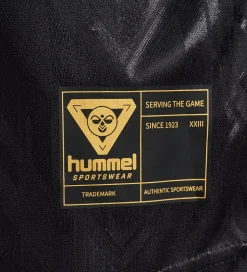 SERVING THE GAME
SINCE 1923 XXIII
hummel
SPORTSWEAR
TRADEMARK
AUTHENTIC SPORTSWEAR